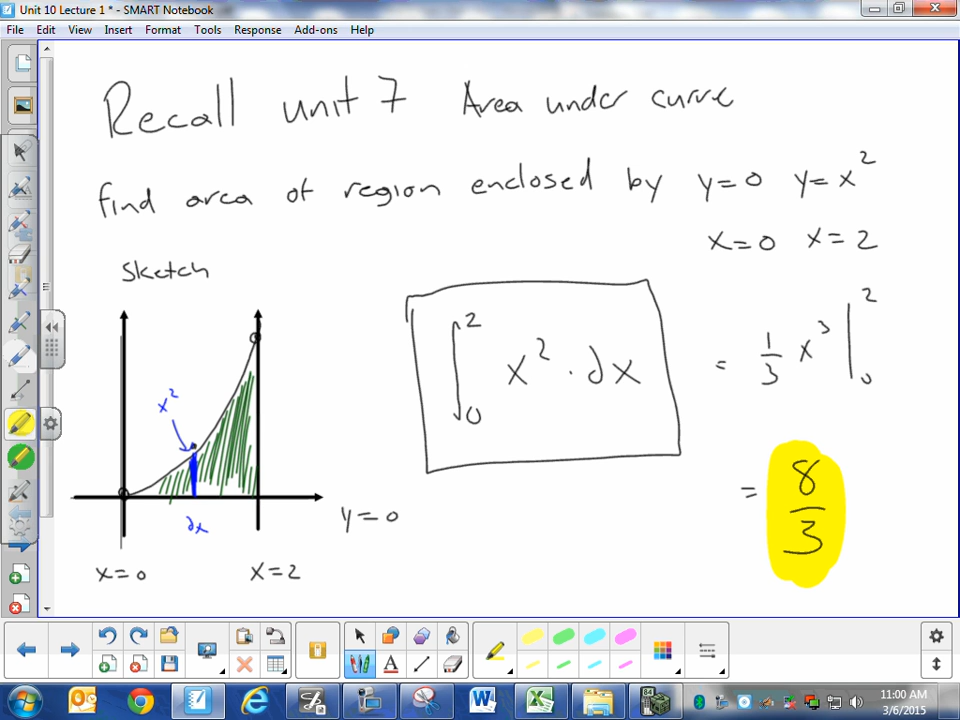 Unit 10 Lecture 1 * - SMART Notebook
File Edit View Insert Format Tools Response Add-ons Help
Recall unit 7 Area under curve
find area of region enclosed by y=0 y=x²
x=0 x=2
Sketch
x²
dx
y=0
x=0 x=2
∫₀² x² · dx = 1/3 x³ |₀²
= 8/3
11:00 AM
3/6/2015